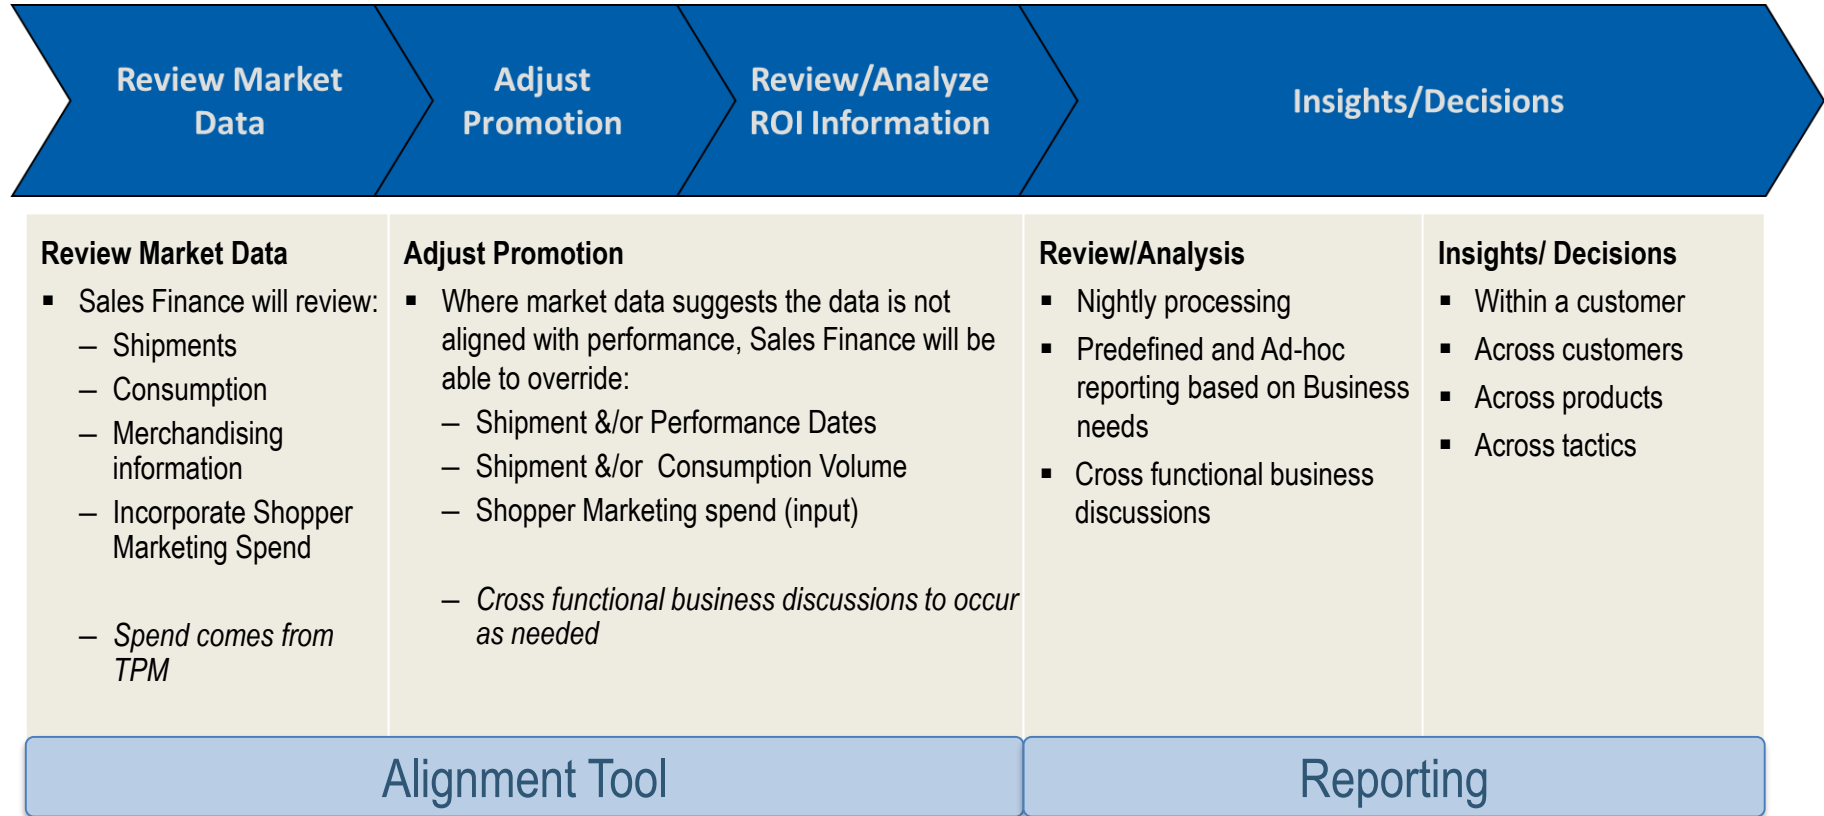 Review Market
Data
Adjust
Promotion
Review/Analyze
ROI Information
Insights/Decisions
Review Market Data
▪ Sales Finance will review:
– Shipments
– Consumption
– Merchandising
information
– Incorporate Shopper
Marketing Spend
– Spend comes from
TPM
Adjust Promotion
▪ Where market data suggests the data is not
aligned with performance, Sales Finance will be
able to override:
– Shipment &/or Performance Dates
– Shipment &/or Consumption Volume
– Shopper Marketing spend (input)
– Cross functional business discussions to occur
as needed
Review/Analysis
▪ Nightly processing
▪ Predefined and Ad-hoc
reporting based on Business
needs
▪ Cross functional business
discussions
Insights/ Decisions
▪ Within a customer
▪ Across customers
▪ Across products
▪ Across tactics
Alignment Tool
Reporting